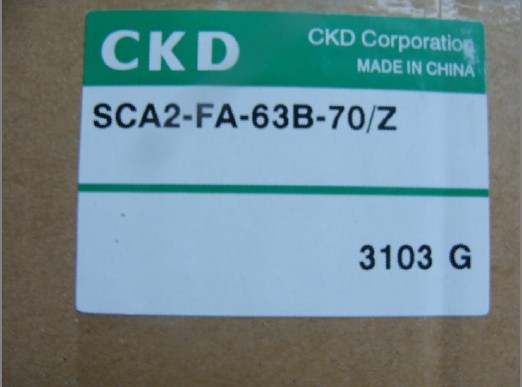 CKD
CKD Corporation
MADE IN CHINA
SCA2-FA-63B-70/Z
3103 G